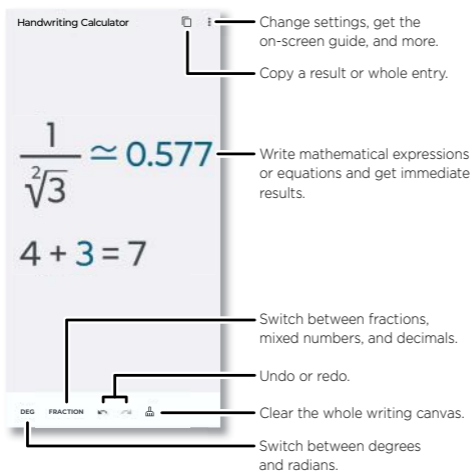 Handwriting Calculator
Change settings, get the
on-screen guide, and more.
Copy a result or whole entry.
1
2√3 ≃ 0.577
Write mathematical expressions
or equations and get immediate
results.
4 + 3 = 7
Switch between fractions,
mixed numbers, and decimals.
Undo or redo.
DEG FRACTION
Clear the whole writing canvas.
Switch between degrees
and radians.